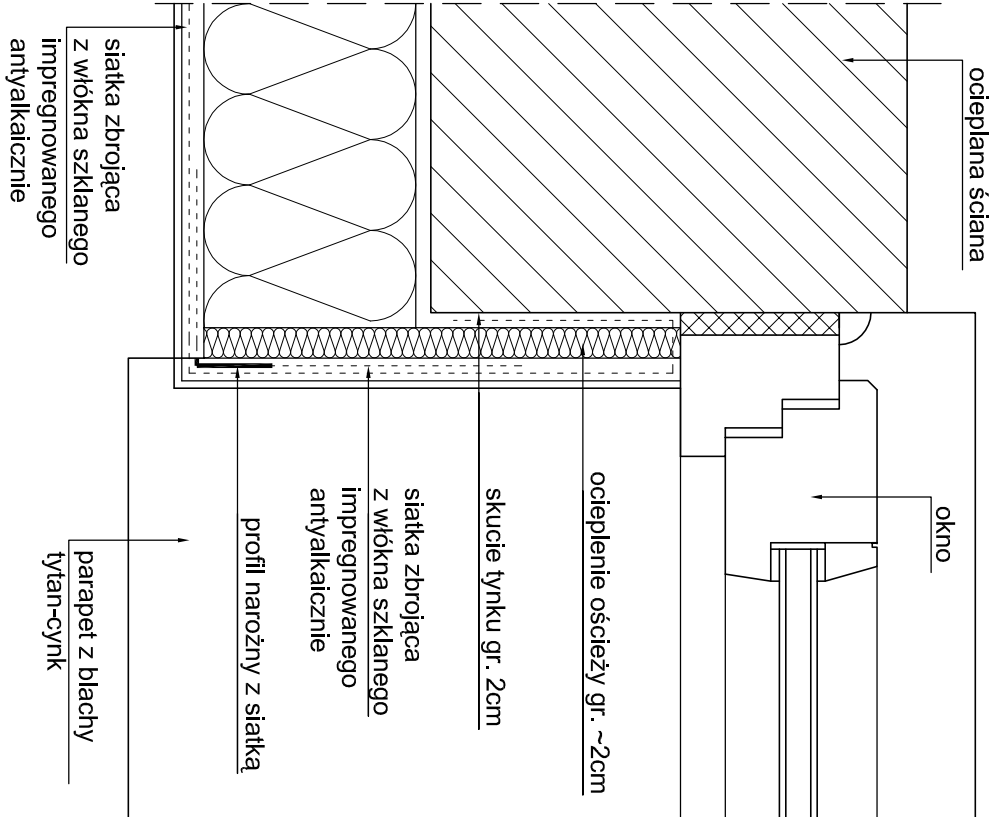 ocieplana ściana
okno
ocieplenie ościeży gr. ~2cm
skucie tynku gr. 2cm
siatka zbrojąca
z włókna szklanego
impregnowanego
antyalkaicznie
profil narożny z siatką
siatka zbrojąca
z włókna szklanego
impregnowanego
antyalkaicznie
parapet z blachy
tytan-cynk